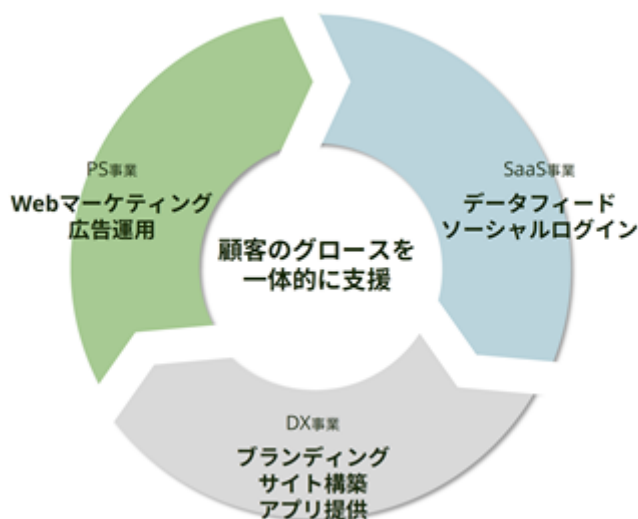 PS事業
Webマーケティング
広告運用
SaaS事業
データフィード
ソーシャルログイン
顧客のグロースを
一体的に支援
DX事業
ブランディング
サイト構築
アプリ提供